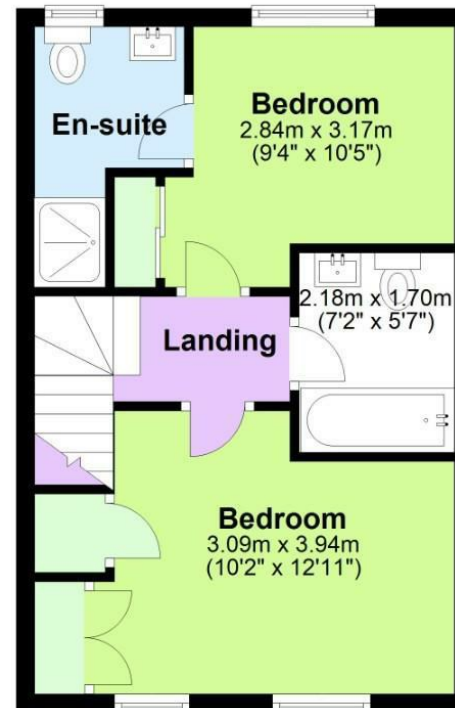 Bedroom
2.84m x 3.17m
(9'4" x 10'5")
En-suite
2.18m x 1.70m
(7'2" x 5'7")
Landing
Bedroom
3.09m x 3.94m
(10'2" x 12'11")